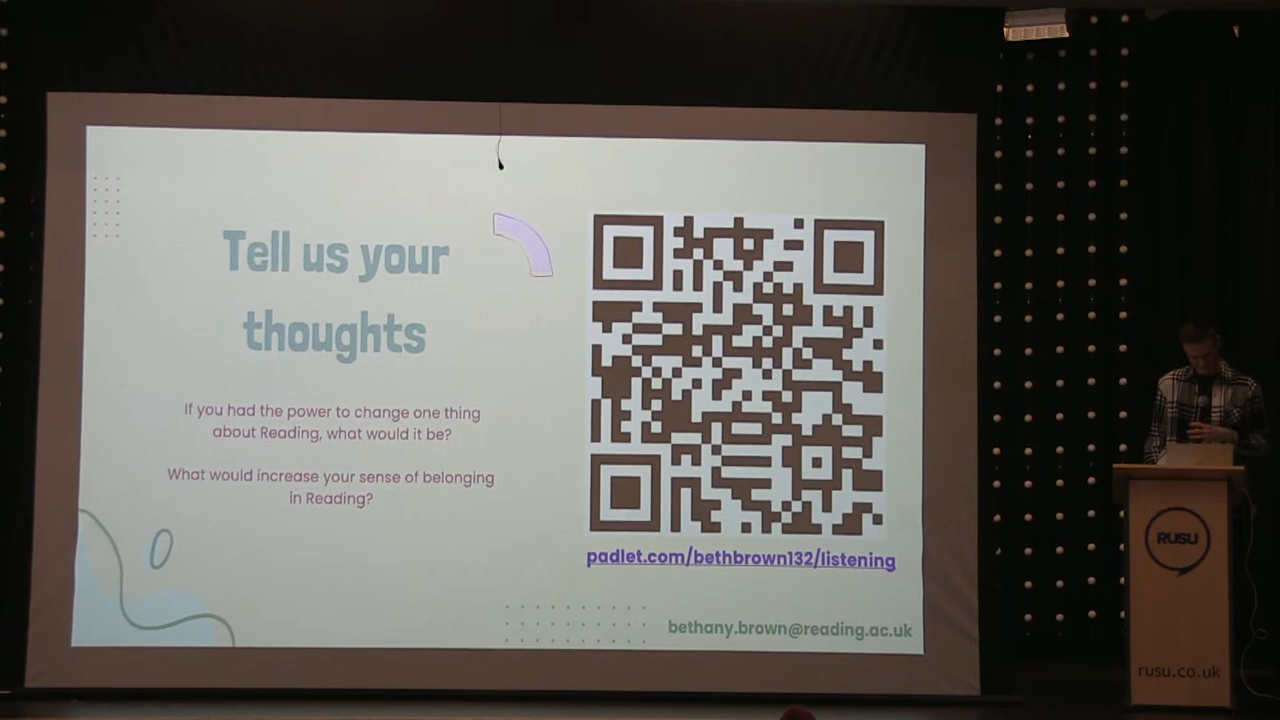 Tell us your
thoughts
If you had the power to change one thing
about Reading, what would it be?
What would increase your sense of belonging
in Reading?
padlet.com/bethbrown132/listening
bethany.brown@reading.ac.uk
RUSU
rusu.co.uk